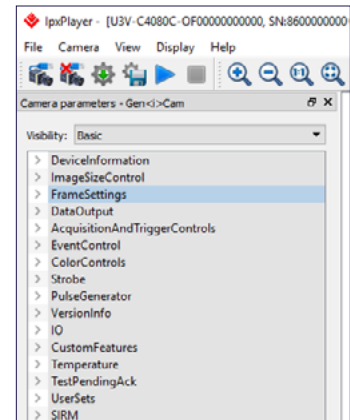 IpxPlayer - [U3V-C4080C-OF00000000000, SN:8600000000
File Camera View Display Help
Camera parameters - Gen<i>Cam
Visibility: Basic
DeviceInformation
ImageSizeControl
FrameSettings
DataOutput
AcquisitionAndTriggerControls
EventControl
ColorControls
Strobe
PulseGenerator
VersionInfo
IO
CustomFeatures
Temperature
TestPendingAck
UserSets
SIRM